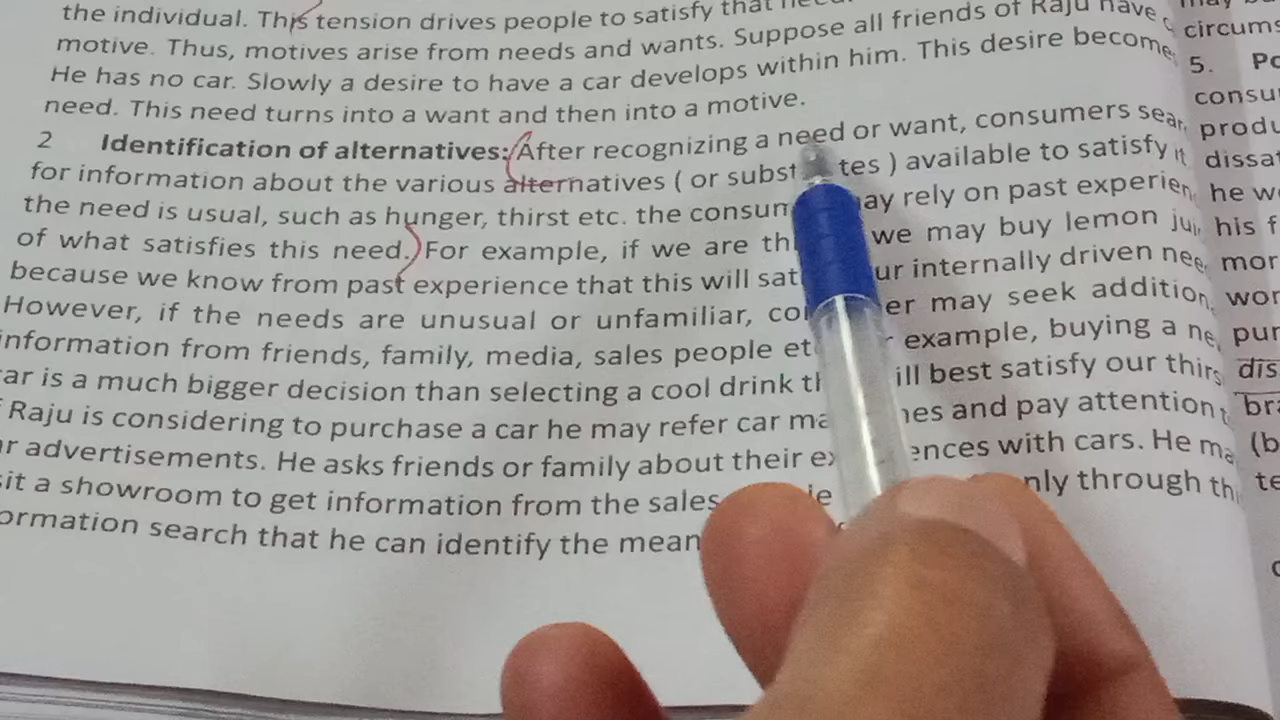 the individual. This tension drives people to satisfy that
motive. Thus, motives arise from needs and wants. Suppose all friends of Raju have
He has no car. Slowly a desire to have a car develops within him. This desire become
need. This need turns into a want and then into a motive.
2 Identification of alternatives: After recognizing a need or want, consumers sear
for information about the various alternatives ( or subst tes ) available to satisfy it
the need is usual, such as hunger, thirst etc. the consum ay rely on past experien
of what satisfies this need. For example, if we are thi we may buy lemon jui
because we know from past experience that this will sat ur internally driven nee
However, if the needs are unusual or unfamiliar, co er may seek addition
nformation from friends, family, media, sales people et example, buying a ne
ar is a much bigger decision than selecting a cool drink th ill best satisfy our thirs
Raju is considering to purchase a car he may refer car ma nes and pay attention
r advertisements. He asks friends or family about their ex ences with cars. He ma
sit a showroom to get information from the sales nly through th
ormation search that he can identify the mean
circums
5. Po
consu
produ
dissat
he w
his f
mor
wor
pur
dis
bra
(b
te